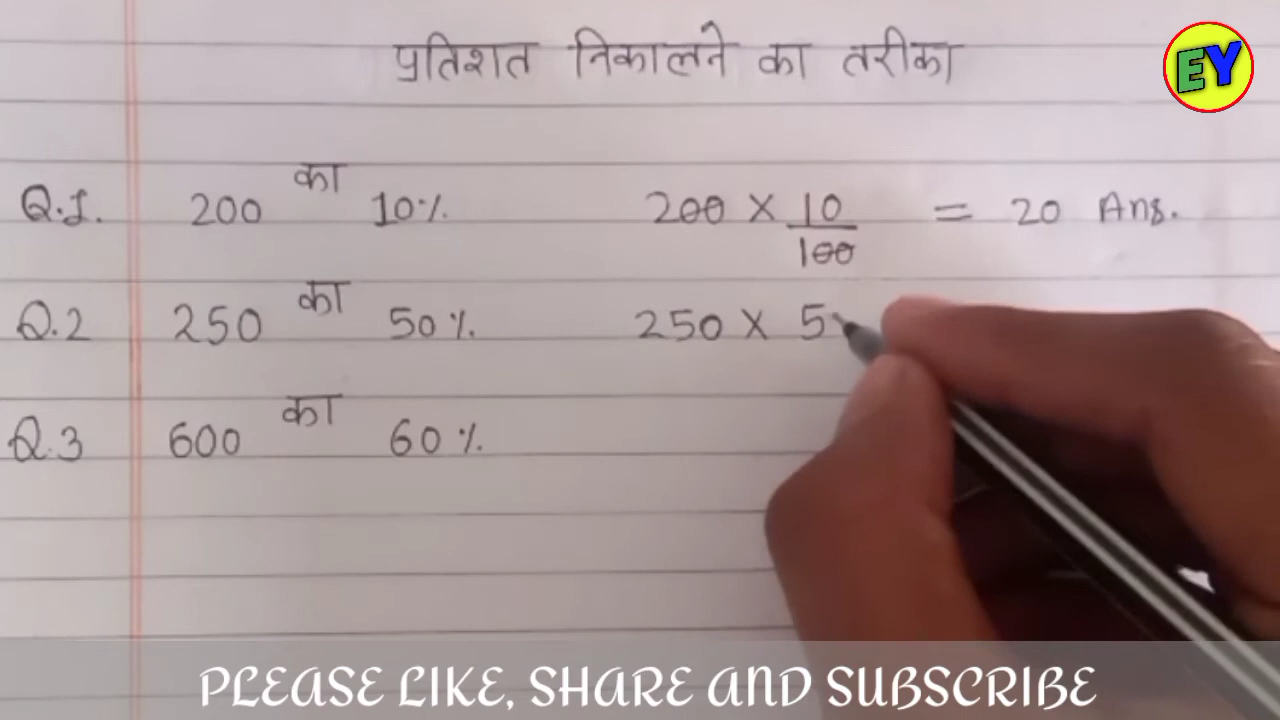 प्रतिशत निकालने का तरीका
EY
Q.1. 200 का 10% 200 × 10/100 = 20 Ans.
Q.2 250 का 50% 250 × 5
Q.3 600 का 60%
PLEASE LIKE, SHARE AND SUBSCRIBE